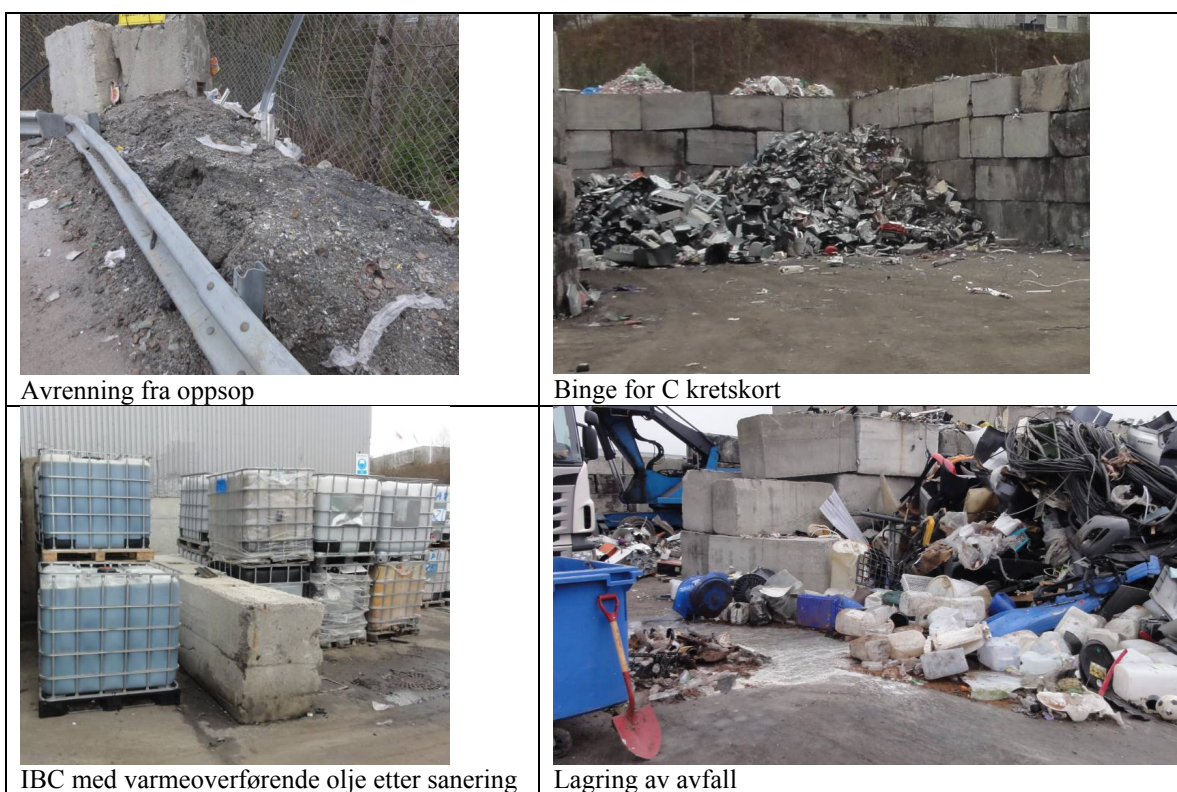 Avrenning fra oppsop
Binge for C kretskort
IBC med varmeoverførende olje etter sanering
Lagring av avfall